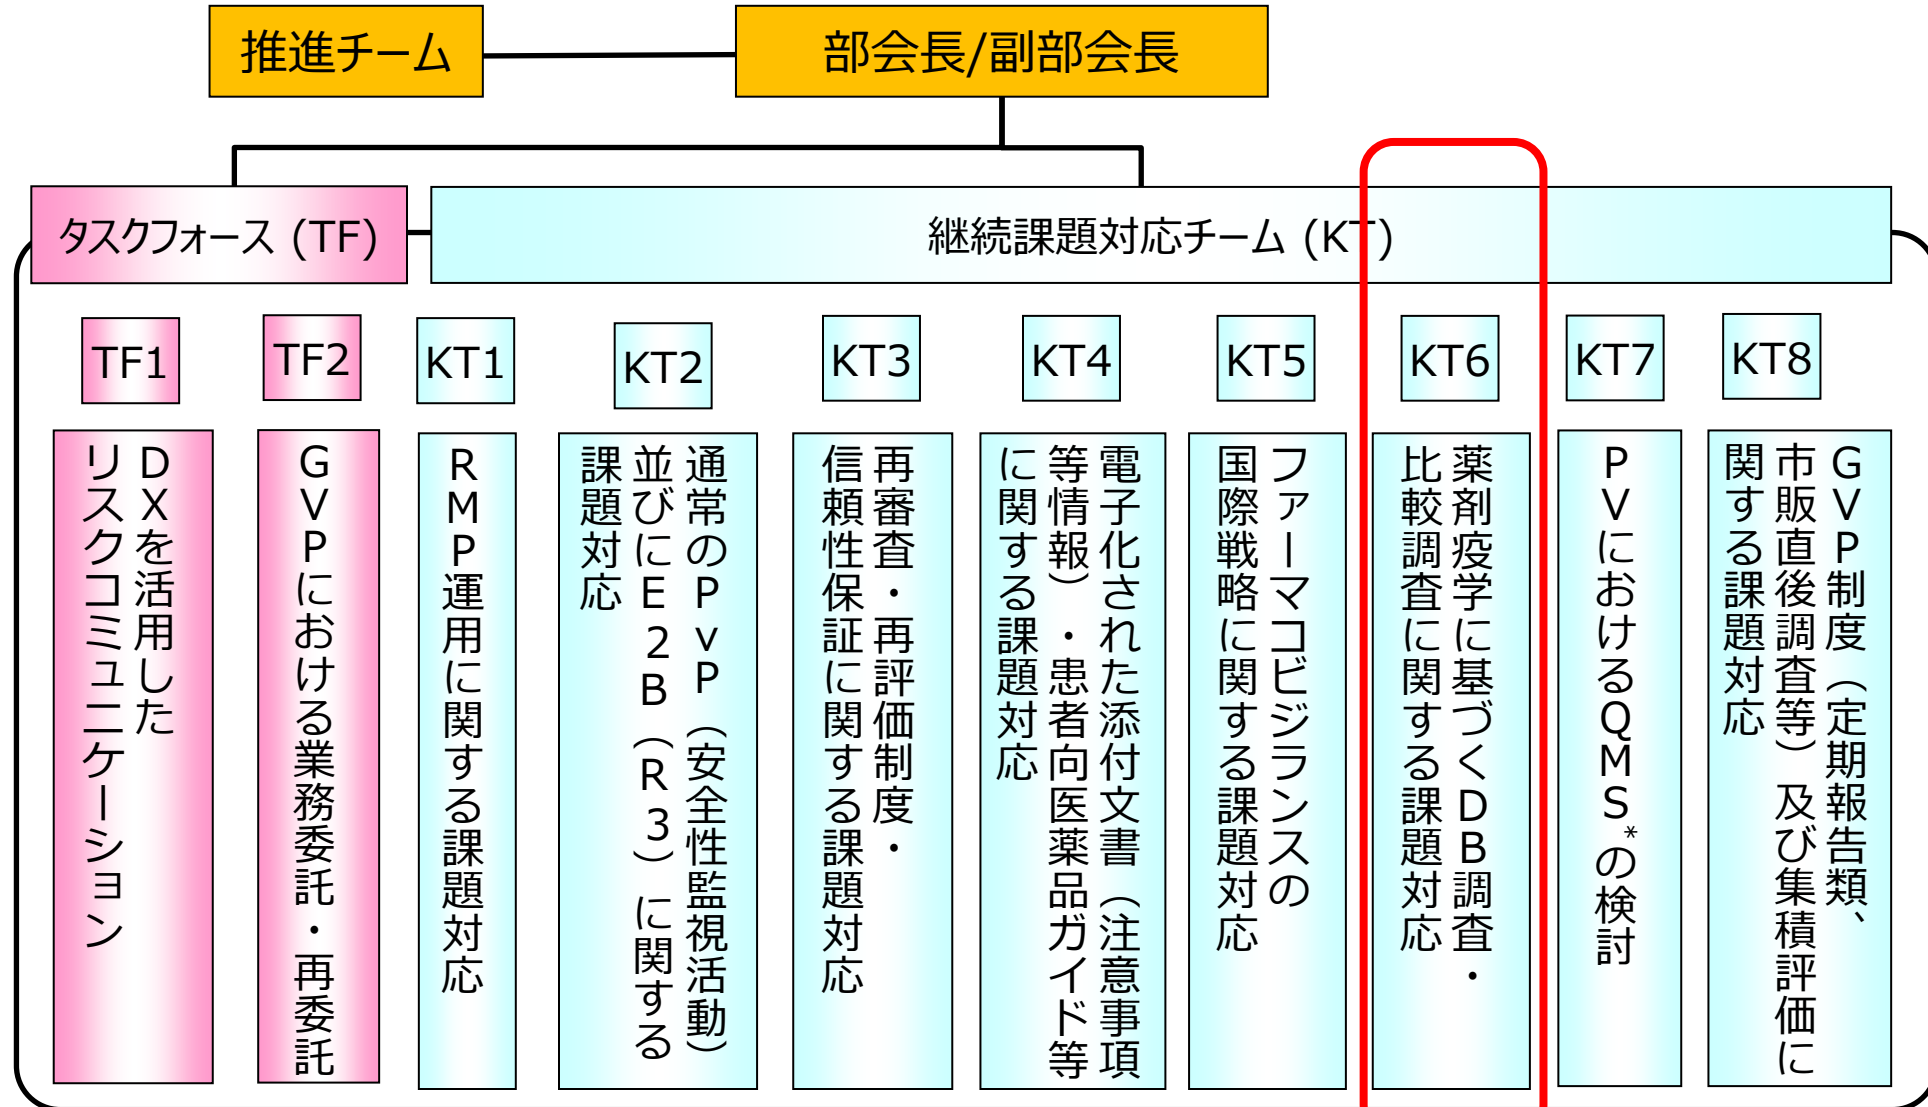 推進チーム
部会長/副部会長
タスクフォース (TF)
継続課題対応チーム (KT)
TF1
DXを活用した
リスクコミュニケーション
TF2
GVPにおける業務委託・再委託
KT1
RMP運用に関する課題対応
KT2
通常のPvP（安全性監視活動）
並びにE2B（R3）に関する
課題対応
KT3
再審査・再評価制度・
信頼性保証に関する課題対応
KT4
電子化された添付文書（注意事項
等情報）・患者向医薬品ガイド等
に関する課題対応
KT5
ファーマコビジランスの
国際戦略に関する課題対応
KT6
薬剤疫学に基づくDB調査・
比較調査に関する課題対応
KT7
PVにおけるQMS*の検討
KT8
GVP制度（定期報告類、
市販直後調査等）及び集積評価に
関する課題対応